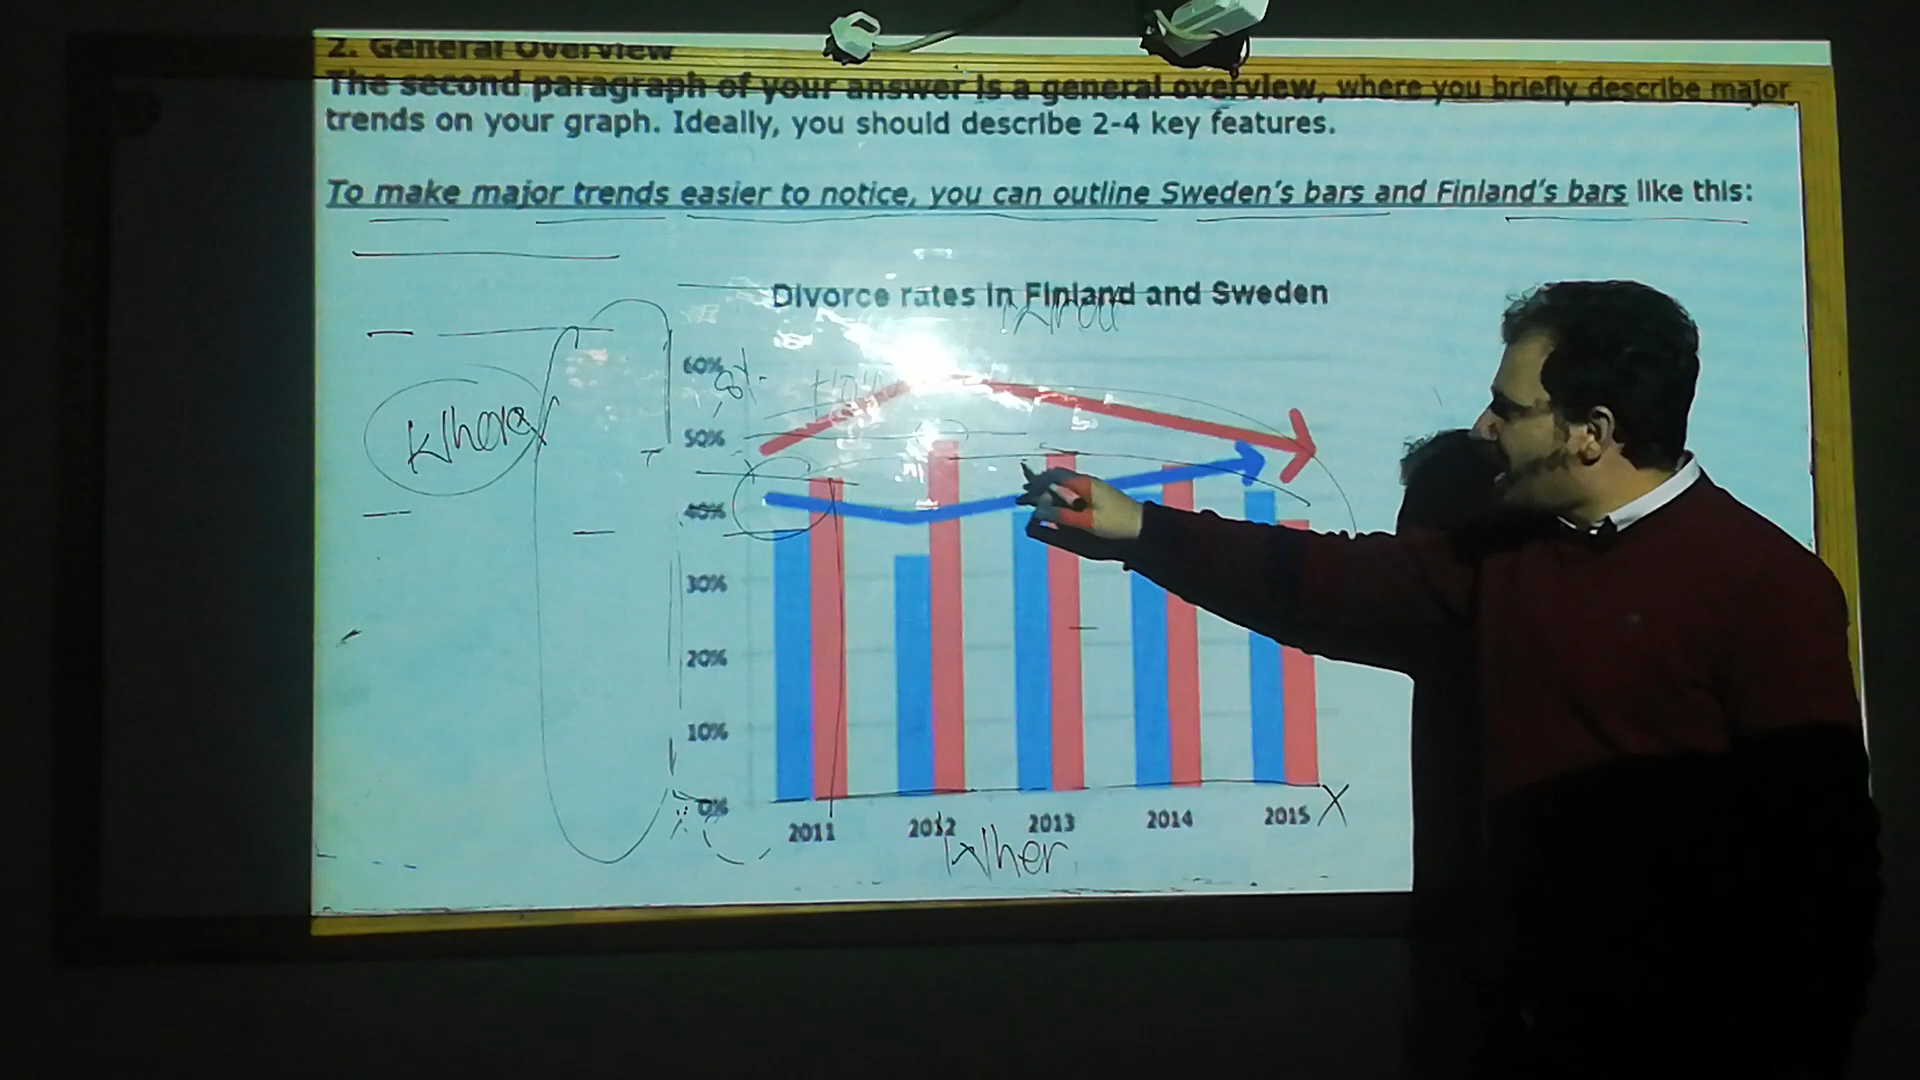 2. General Overview
The second paragraph of your answer is a general overview, where you briefly describe major
trends on your graph. Ideally, you should describe 2-4 key features.
To make major trends easier to notice, you can outline Sweden's bars and Finland's bars like this:
Divorce rates in Finland and Sweden
60%
8%
50%
Where
40%
30%
20%
10%
0%
2011 2012 2013 2014 2015 X
When